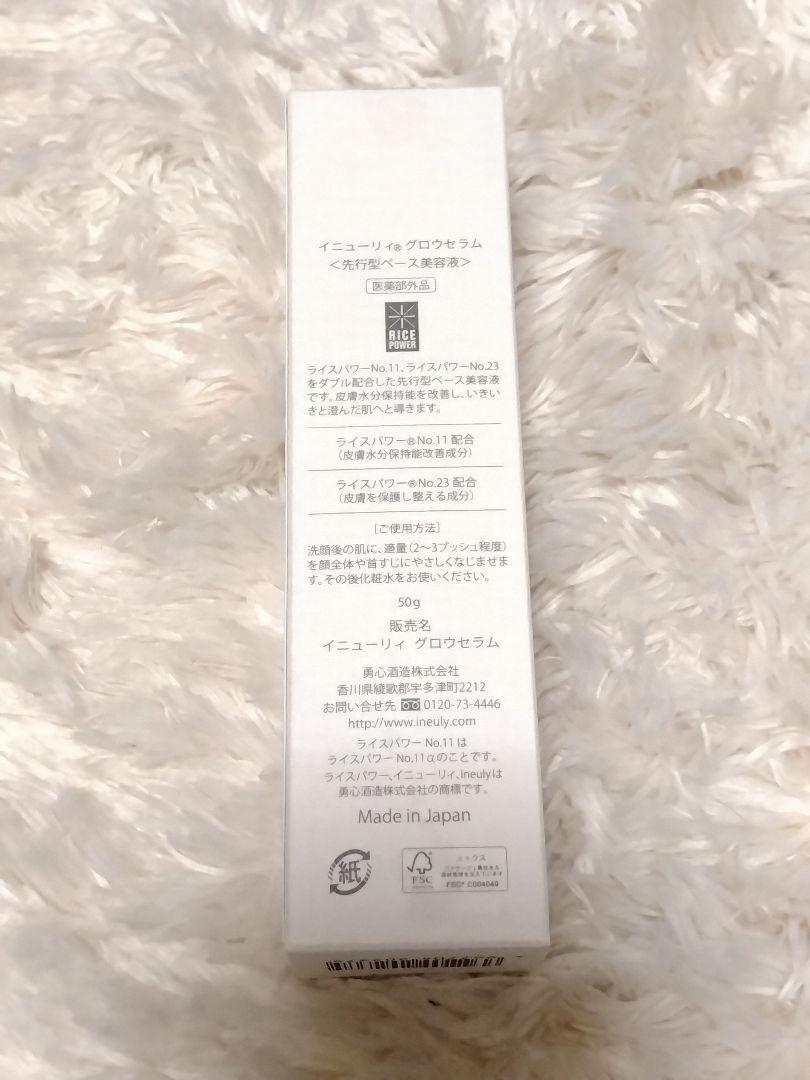 イニューリィ® グロウセラム
＜先行型ベース美容液＞
医薬部外品
RICE
POWER
ライスパワーNo.11、ライスパワーNo.23
をダブル配合した先行型ベース美容液
です。皮膚水分保持能を改善し、いきい
きと澄んだ肌へと導きます。
ライスパワー®No.11 配合
（皮膚水分保持能改善成分）
ライスパワー®No.23 配合
（皮膚を保護し整える成分）
［ご使用方法］
洗顔後の肌に、適量（2〜3プッシュ程度）
を顔全体や首すじにやさしくなじませま
す。その後化粧水をお使いください。
50g
販売名
イニューリィ グロウセラム
勇心酒造株式会社
香川県綾歌郡宇多津町2212
お問い合せ先 0120-73-4446
http://www.ineuly.com
ライスパワー No.11 は
ライスパワー No.11αのことです。
ライスパワー、イニューリィ、ineulyは
勇心酒造株式会社の商標です。
Made in Japan
紙
FSC
ミックス
FSC® C004049